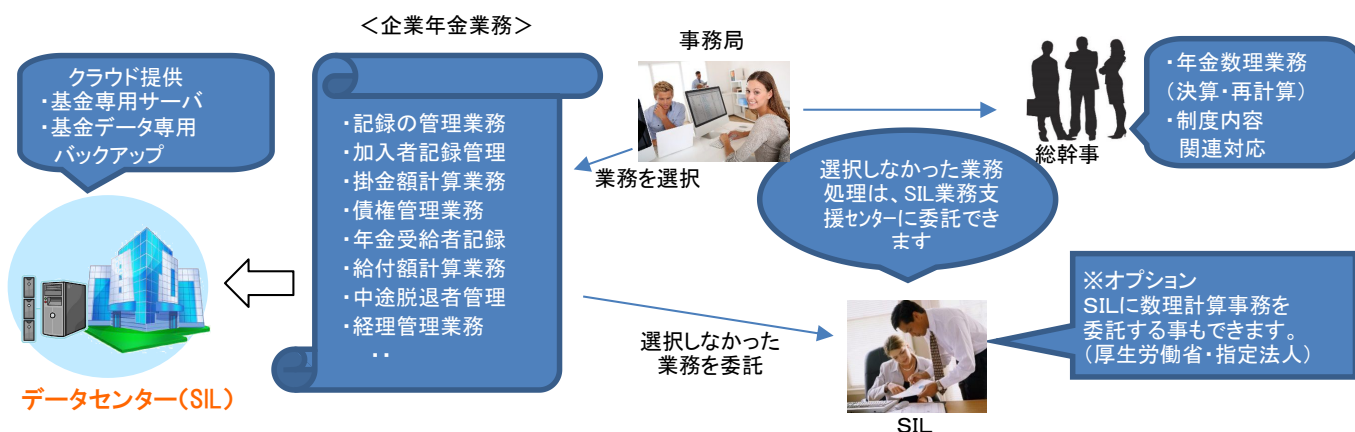 ＜企業年金業務＞
クラウド提供
・基金専用サーバ
・基金データ専用
バックアップ
データセンター(SIL)
・記録の管理業務
・加入者記録管理
・掛金額計算業務
・債権管理業務
・年金受給者記録
・給付額計算業務
・中途脱退者管理
・経理管理業務
‥
事務局
業務を選択
選択しなかった業務
処理は、SIL業務支
援センターに委託でき
ます
総幹事
・年金数理業務
(決算・再計算)
・制度内容
関連対応
選択しなかった
業務を委託
SIL
※オプション
SILに数理計算事務を
委託する事もできます。
(厚生労働省・指定法人)